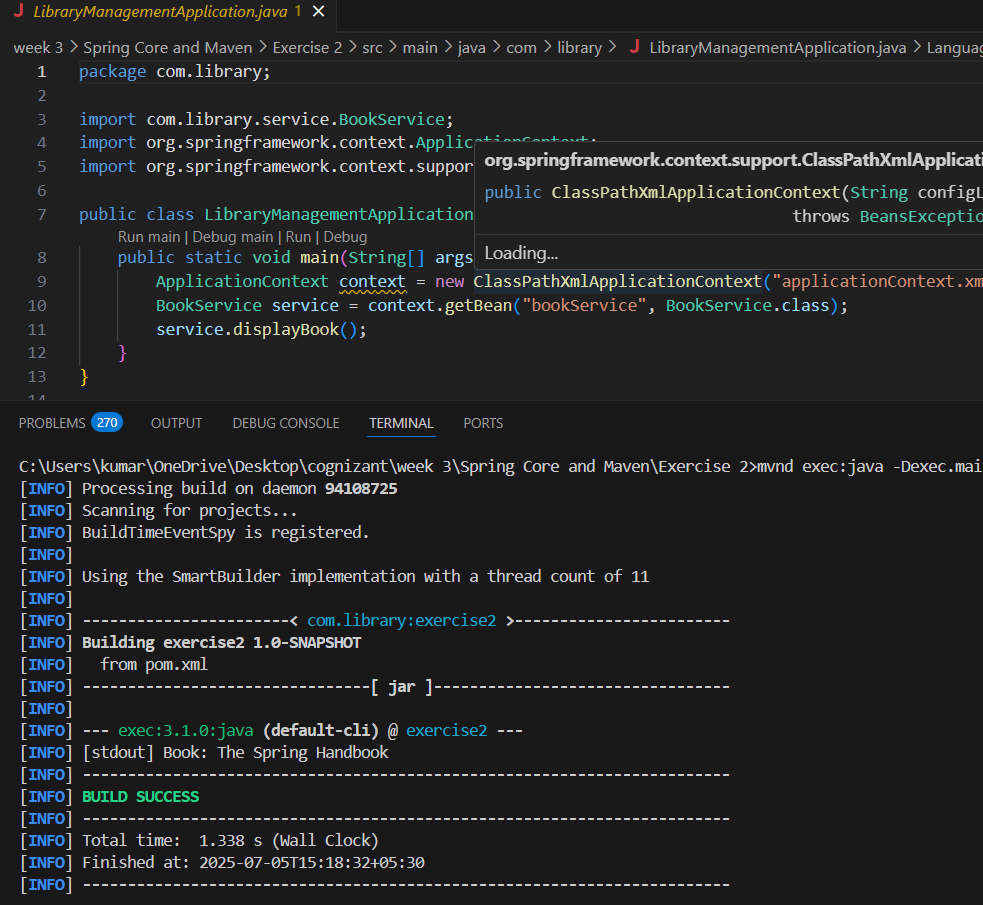 J LibraryManagementApplication.java 1 ×
week 3 > Spring Core and Maven > Exercise 2 > src > main > java > com > library > J LibraryManagementApplication.java > Languag
1 package com.library;
2
3 import com.library.service.BookService;
4 import org.springframework.context.ApplicationContext;
5 import org.springframework.context.suppor
6
7 public class LibraryManagementApplication
org.springframework.context.support.ClassPathXmlApplicati
public ClassPathXmlApplicationContext(String configL
throws BeansExceptio
Loading...
Run main | Debug main | Run | Debug
8 public static void main(String[] args
9 ApplicationContext context = new ClassPathXmlApplicationContext("applicationContext.xm
10 BookService service = context.getBean("bookService", BookService.class);
11 service.displayBook();
12 }
13 }
14
PROBLEMS 270 OUTPUT DEBUG CONSOLE TERMINAL PORTS
C:\Users\kumar\OneDrive\Desktop\cognizant\week 3\Spring Core and Maven\Exercise 2>mvnd exec:java -Dexec.mai
[INFO] Processing build on daemon 94108725
[INFO] Scanning for projects...
[INFO] BuildTimeEventSpy is registered.
[INFO]
[INFO] Using the SmartBuilder implementation with a thread count of 11
[INFO]
[INFO] -----------------------< com.library:exercise2 >------------------------
[INFO] Building exercise2 1.0-SNAPSHOT
[INFO]   from pom.xml
[INFO] --------------------------------[ jar ]---------------------------------
[INFO]
[INFO] --- exec:3.1.0:java (default-cli) @ exercise2 ---
[INFO] [stdout] Book: The Spring Handbook
[INFO] ------------------------------------------------------------------------
[INFO] BUILD SUCCESS
[INFO] ------------------------------------------------------------------------
[INFO] Total time:  1.338 s (Wall Clock)
[INFO] Finished at: 2025-07-05T15:18:32+05:30
[INFO] ------------------------------------------------------------------------